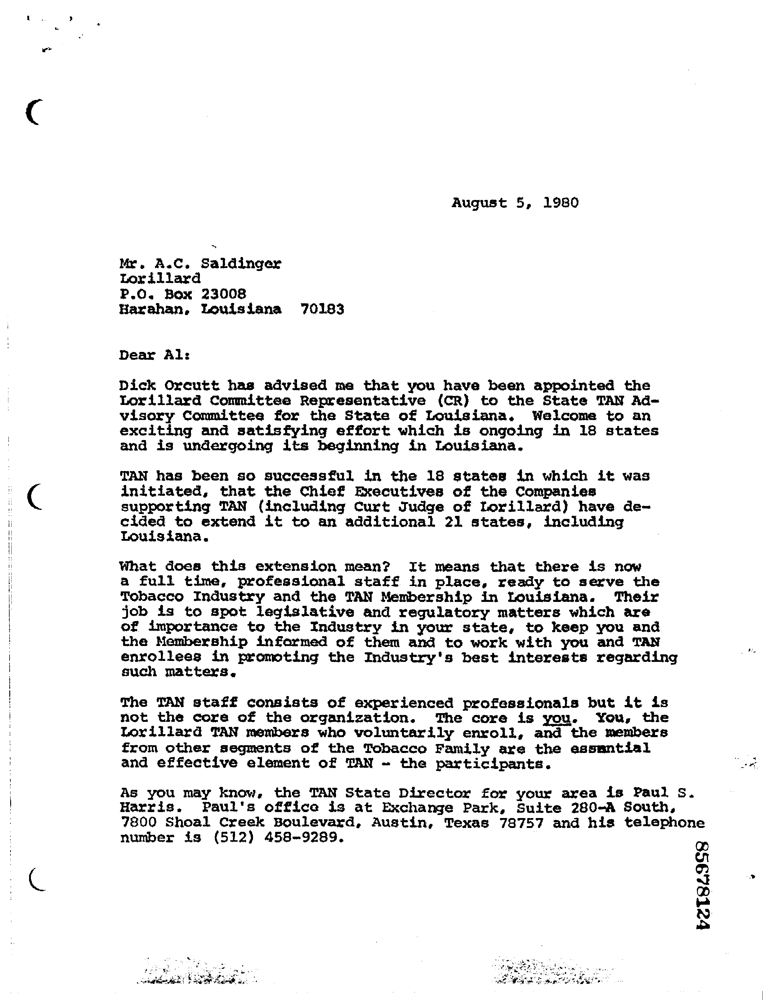 August 5, 1980
Mr. A.C. Saldinger
Lorillard
P.O. Box 23008
Harahan, Louisiana 70183
Dear Al:
Dick Orcutt has advised me that you have been appointed the
Lorillard Committee Representative (CR) to the State TAN Ad-
visory Committee for the State of Louisiana. Welcome to an
exciting and satisfying effort which is ongoing in 18 states
and is undergoing its beginning in Louisiana.
TAN has been so successful in the 18 states in which it was
initiated, that the Chief Executives of the Companies
supporting TAN (including Curt Judge of Lorillard) have de-
cided to extend it to an additional 21 states, including
Louisiana.
What does this extension mean? It means that there is now
a full time, professional staff in place, ready to serve the
Tobacco Industry and the TAN Membership in Louisiana. Their
job is to spot legislative and regulatory matters which are
of importance to the Industry in your state, to keep you and
the Membership informed of them and to work with you and TAN
enrollees in promoting the Industry's best interests regarding
such matters.
The TAN staff consists of experienced professionals but it is
not the core of the organization. The core is you. You, the
Lorillard TAN members who voluntarily enroll, and the members
from other segments of the Tobacco Family are the essential
and effective element of TAN - the participants.
As you may know, the TAN State Director for your area is Paul S.
Harris. Paul's office is at Exchange Park, Suite 280-A South,
7800 Shoal Creek Boulevard, Austin, Texas 78757 and his telephone
number is (512) 458-9289.
85678124